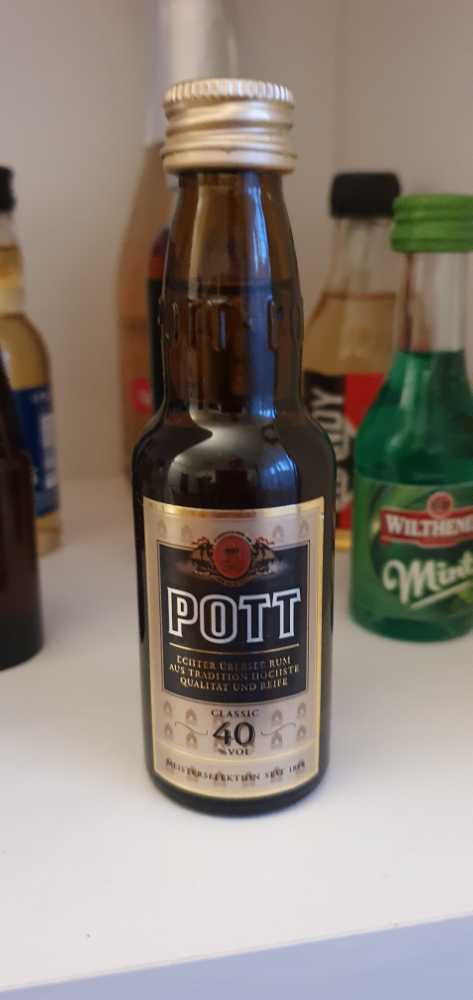 POTT
ECHTER ÜBERSEE RUM
AUS TRADITION HÖCHSTE
QUALITÄT UND REIFE
CLASSIC
40
%VOL
MEISTERSELEKTION SEIT 1848
WILTHENER
Mint